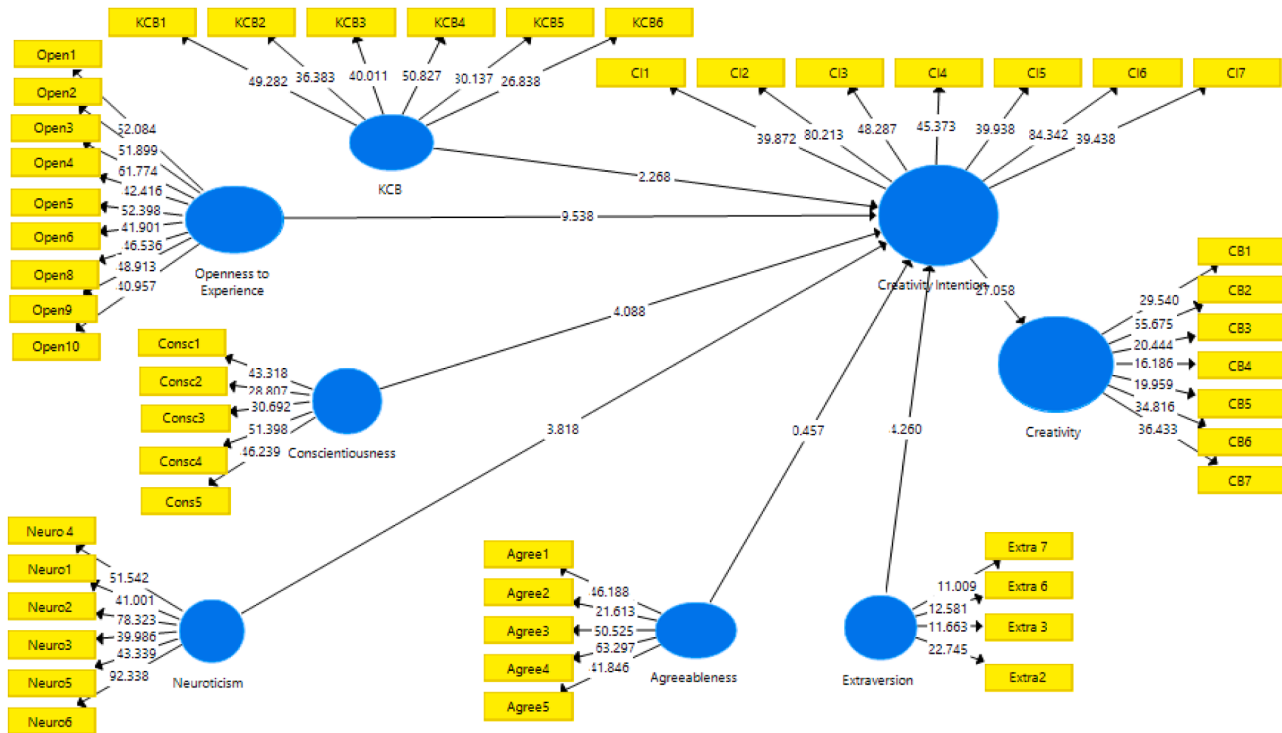 KCB1
KCB2
KCB3
KCB4
KCB5
KCB6
49.282
36.383
40.011
50.827
30.137
26.838
KCB
Open1
Open2
Open3
Open4
Open5
Open6
Open8
Open9
Open10
52.084
51.899
61.774
42.416
52.398
41.901
46.536
48.913
40.957
Openness to
Experience
CI1
CI2
CI3
CI4
CI5
CI6
CI7
39.872
80.213
48.287
45.373
39.938
84.342
39.438
Creativity Intention
2.268
9.538
4.088
3.818
0.457
4.260
27.058
CB1
CB2
CB3
CB4
CB5
CB6
CB7
29.540
55.675
20.444
16.186
19.959
34.816
36.433
Creativity
Consc1
Consc2
Consc3
Consc4
Cons5
43.318
28.807
30.692
51.398
46.239
Conscientiousness
Neuro 4
Neuro1
Neuro2
Neuro3
Neuro5
Neuro6
51.542
41.001
78.323
39.986
43.339
92.338
Neuroticism
Agree1
Agree2
Agree3
Agree4
Agree5
46.188
21.613
50.525
63.297
41.846
Agreeableness
Extra 7
Extra 6
Extra 3
Extra2
11.009
12.581
11.663
22.745
Extraversion